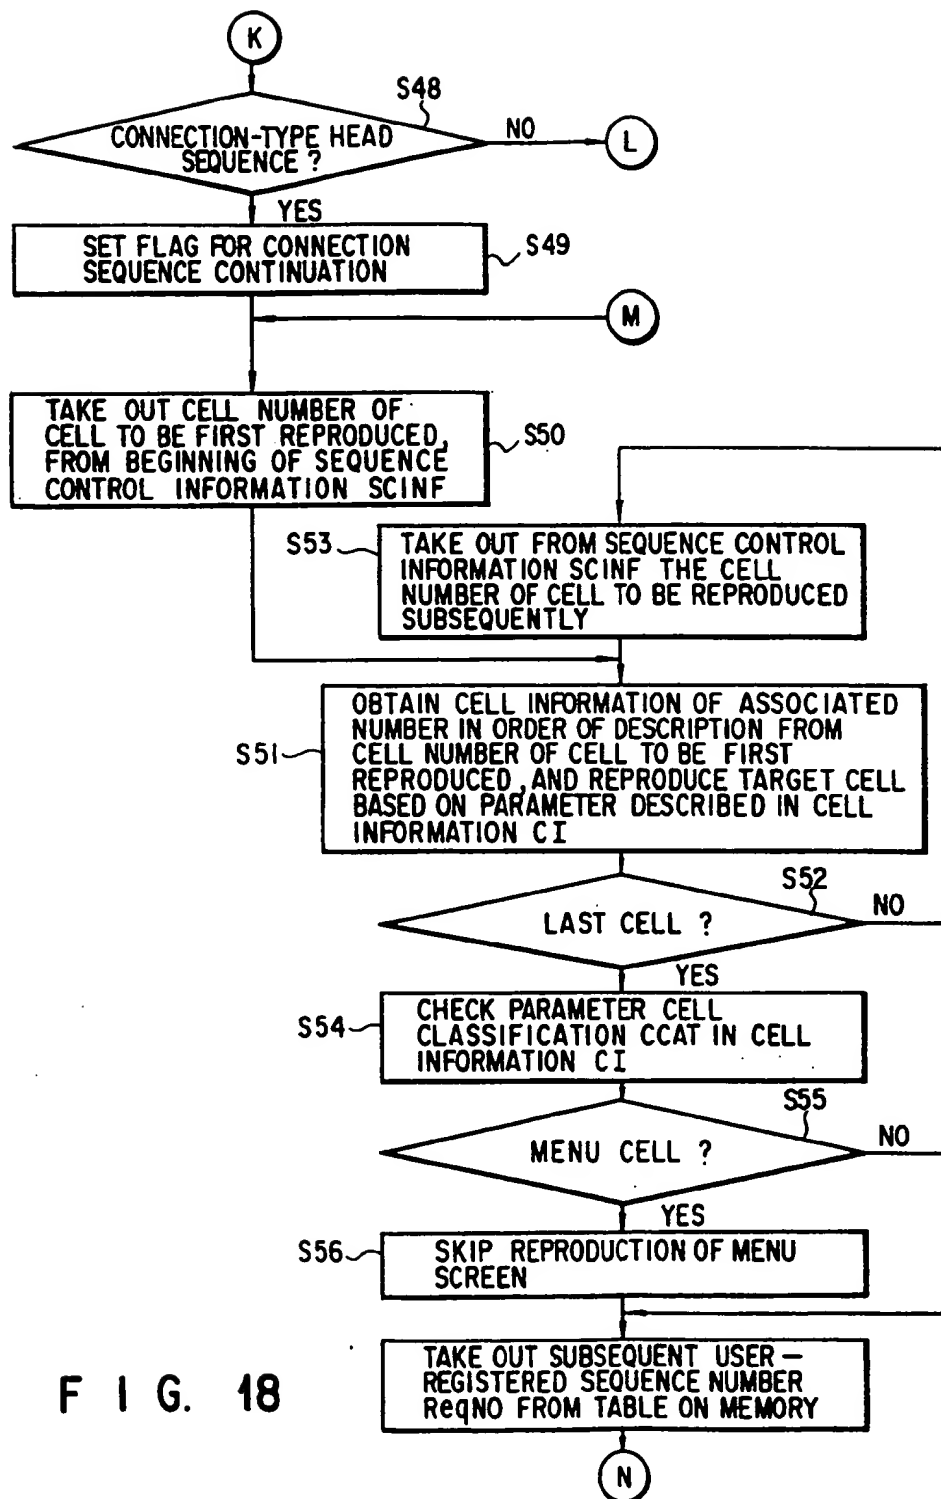 K
S48
CONNECTION-TYPE HEAD
SEQUENCE ?
NO
L
YES
SET FLAG FOR CONNECTION
SEQUENCE CONTINUATION
S49
M
TAKE OUT CELL NUMBER OF
CELL TO BE FIRST REPRODUCED,
FROM BEGINNING OF SEQUENCE
CONTROL INFORMATION SCINF
S50
S53
TAKE OUT FROM SEQUENCE CONTROL
INFORMATION SCINF THE CELL
NUMBER OF CELL TO BE REPRODUCED
SUBSEQUENTLY
S51
OBTAIN CELL INFORMATION OF ASSOCIATED
NUMBER IN ORDER OF DESCRIPTION FROM
CELL NUMBER OF CELL TO BE FIRST
REPRODUCED, AND REPRODUCE TARGET CELL
BASED ON PARAMETER DESCRIBED IN CELL
INFORMATION CI
S52
LAST CELL ?
NO
YES
S54
CHECK PARAMETER CELL
CLASSIFICATION CCAT IN CELL
INFORMATION CI
S55
MENU CELL ?
NO
YES
S56
SKIP REPRODUCTION OF MENU
SCREEN
TAKE OUT SUBSEQUENT USER-
REGISTERED SEQUENCE NUMBER
ReqNO FROM TABLE ON MEMORY
N
FIG. 18